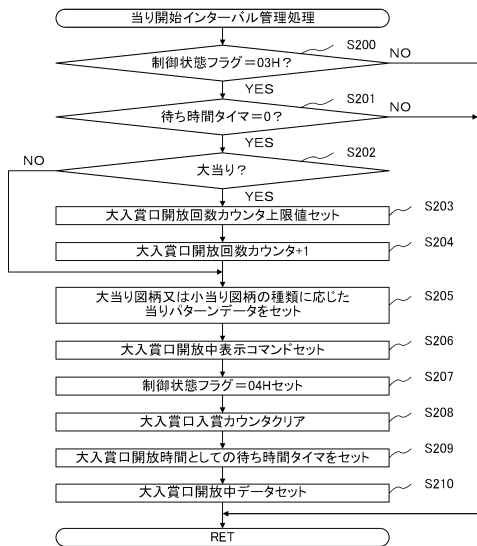 当り開始インターバル管理処理
S200
制御状態フラグ=03H?
NO
YES
S201
待ち時間タイマ=0?
NO
YES
S202
NO
大当り?
YES
S203
大入賞口開放回数カウンタ上限値セット
S204
大入賞口開放回数カウンタ+1
S205
大当り図柄又は小当り図柄の種類に応じた
当りパターンデータをセット
S206
大入賞口開放中表示コマンドセット
S207
制御状態フラグ=04Hセット
S208
大入賞口入賞カウンタクリア
S209
大入賞口開放時間としての待ち時間タイマをセット
S210
大入賞口開放中データセット
RET